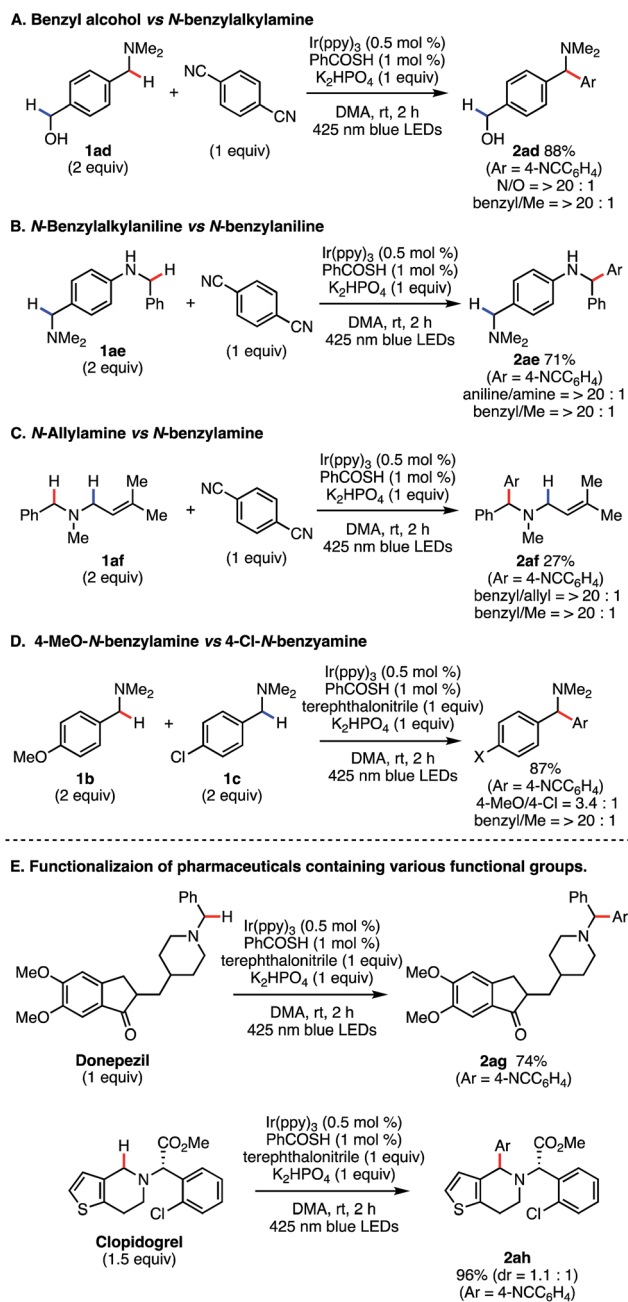 A. Benzyl alcohol vs N-benzylalkylamine
NMe₂
H
H
OH
1ad
(2 equiv)
+
CN
CN
(1 equiv)
Ir(ppy)₃ (0.5 mol %)
PhCOSH (1 mol %)
K₂HPO₄ (1 equiv)
DMA, rt, 2 h
425 nm blue LEDs
NMe₂
Ar
H
OH
2ad 88%
(Ar = 4-NCC₆H₄)
N/O = > 20 : 1
benzyl/Me = > 20 : 1
B. N-Benzylalkylaniline vs N-benzylaniline
H
N
H
Ph
H
NMe₂
1ae
(2 equiv)
+
CN
CN
(1 equiv)
Ir(ppy)₃ (0.5 mol %)
PhCOSH (1 mol %)
K₂HPO₄ (1 equiv)
DMA, rt, 2 h
425 nm blue LEDs
H
N
Ar
Ph
H
NMe₂
2ae 71%
(Ar = 4-NCC₆H₄)
aniline/amine = > 20 : 1
benzyl/Me = > 20 : 1
C. N-Allylamine vs N-benzylamine
H
H
Me
Ph
N
Me
Me
1af
(2 equiv)
+
CN
CN
(1 equiv)
Ir(ppy)₃ (0.5 mol %)
PhCOSH (1 mol %)
K₂HPO₄ (1 equiv)
DMA, rt, 2 h
425 nm blue LEDs
Ar
H
Me
Ph
N
Me
Me
2af 27%
(Ar = 4-NCC₆H₄)
benzyl/allyl = > 20 : 1
benzyl/Me = > 20 : 1
D. 4-MeO-N-benzylamine vs 4-Cl-N-benzyamine
NMe₂
H
MeO
1b
(2 equiv)
+
NMe₂
H
Cl
1c
(2 equiv)
Ir(ppy)₃ (0.5 mol %)
PhCOSH (1 mol %)
terephthalonitrile (1 equiv)
K₂HPO₄ (1 equiv)
DMA, rt, 2 h
425 nm blue LEDs
NMe₂
Ar
X
87%
(Ar = 4-NCC₆H₄)
4-MeO/4-Cl = 3.4 : 1
benzyl/Me = > 20 : 1
E. Functionalizaion of pharmaceuticals containing various functional groups.
Ph
H
N
MeO
MeO
O
Donepezil
(1 equiv)
Ir(ppy)₃ (0.5 mol %)
PhCOSH (1 mol %)
terephthalonitrile (1 equiv)
K₂HPO₄ (1 equiv)
DMA, rt, 2 h
425 nm blue LEDs
Ph
Ar
N
MeO
MeO
O
2ag 74%
(Ar = 4-NCC₆H₄)
H
CO₂Me
N
S
Cl
Clopidogrel
(1.5 equiv)
Ir(ppy)₃ (0.5 mol %)
PhCOSH (1 mol %)
terephthalonitrile (1 equiv)
K₂HPO₄ (1 equiv)
DMA, rt, 2 h
425 nm blue LEDs
Ar
CO₂Me
N
S
Cl
2ah
96% (dr = 1.1 : 1)
(Ar = 4-NCC₆H₄)